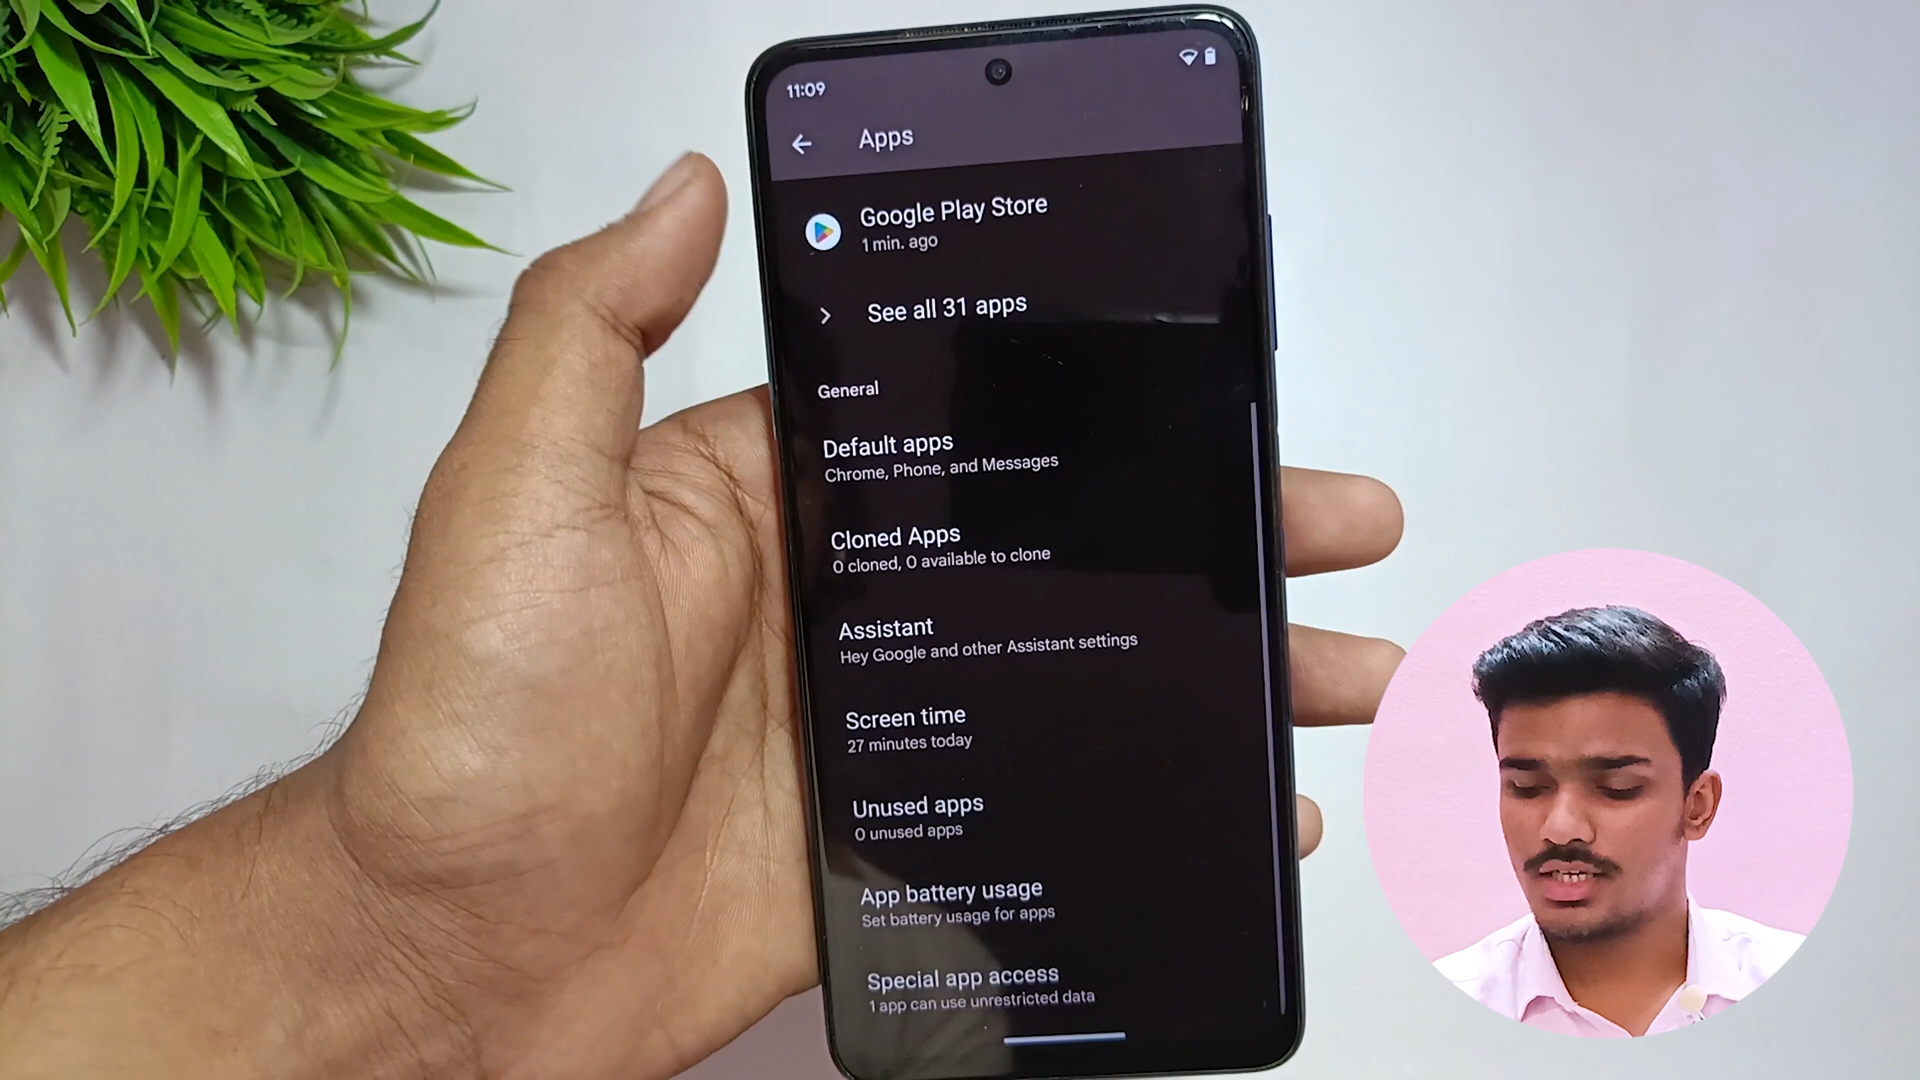 11:09
Apps
Google Play Store
1 min. ago
See all 31 apps
General
Default apps
Chrome, Phone, and Messages
Cloned Apps
0 cloned, 0 available to clone
Assistant
Hey Google and other Assistant settings
Screen time
27 minutes today
Unused apps
0 unused apps
App battery usage
Set battery usage for apps
Special app access
1 app can use unrestricted data